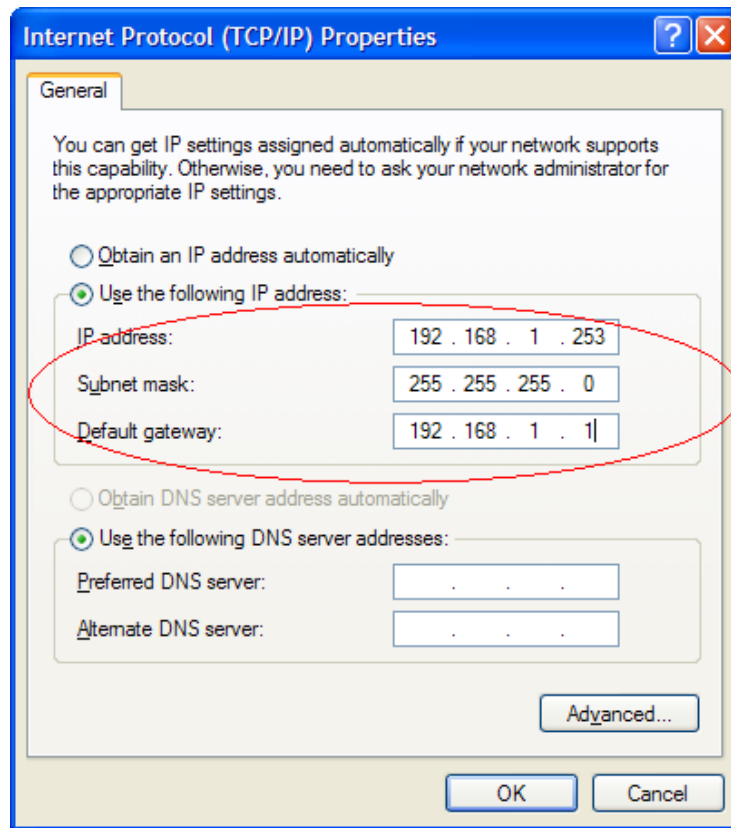 Internet Protocol (TCP/IP) Properties
General
You can get IP settings assigned automatically if your network supports
this capability. Otherwise, you need to ask your network administrator for
the appropriate IP settings.
Obtain an IP address automatically
Use the following IP address:
IP address: 192 . 168 . 1 . 253
Subnet mask: 255 . 255 . 255 . 0
Default gateway: 192 . 168 . 1 . 1
Obtain DNS server address automatically
Use the following DNS server addresses:
Preferred DNS server: . . .
Alternate DNS server: . . .
Advanced...
OK Cancel